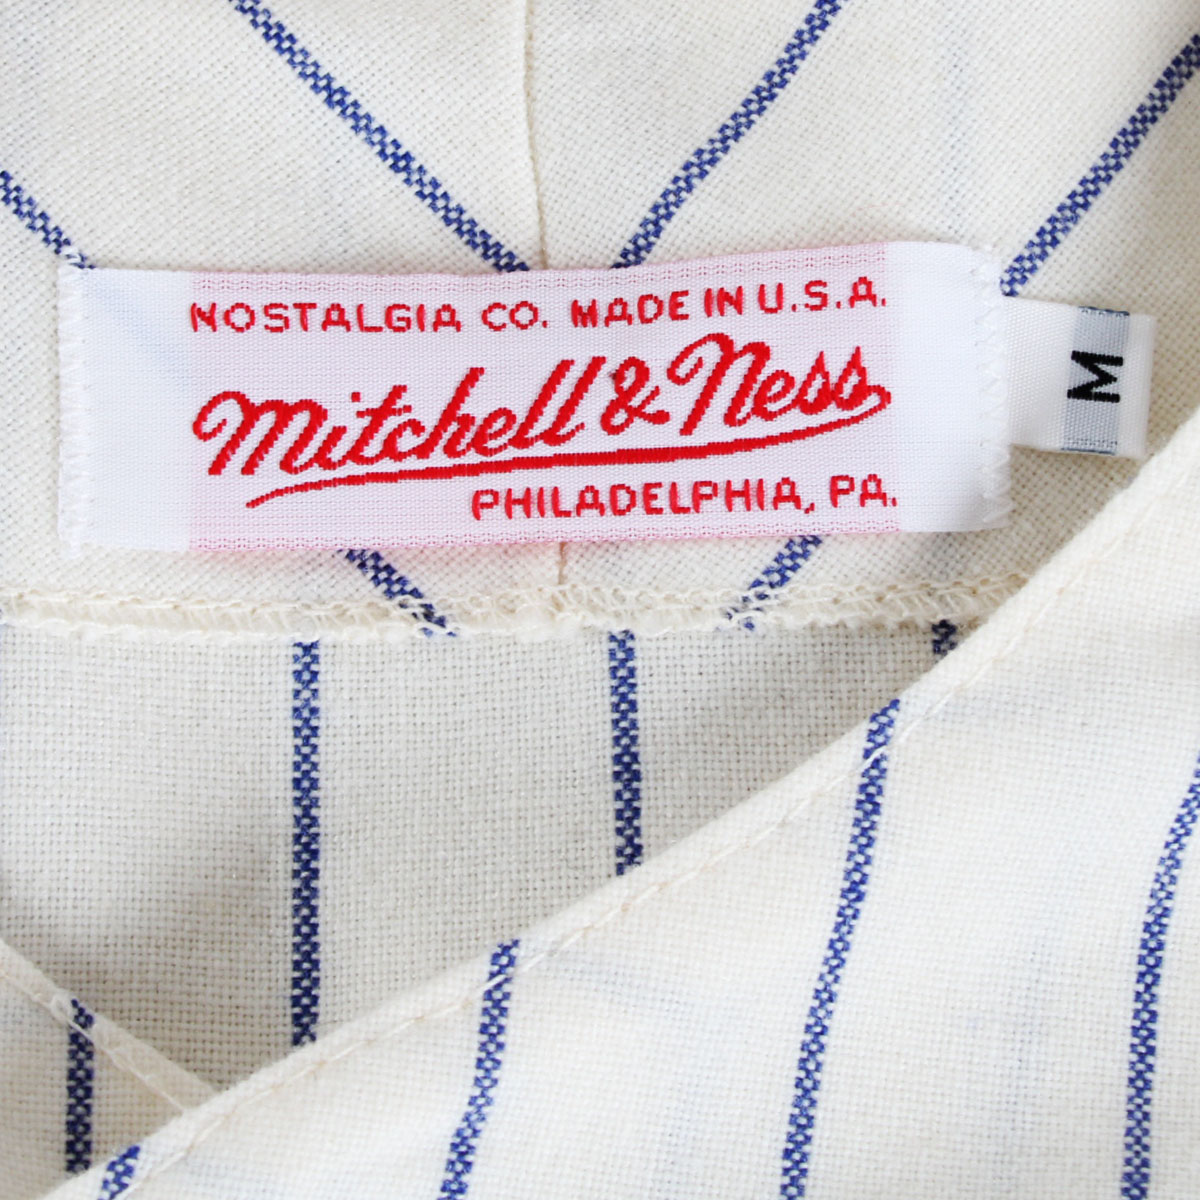 NOSTALGIA CO. MADE IN U.S.A.
Mitchell & Ness
PHILADELPHIA, PA.
M